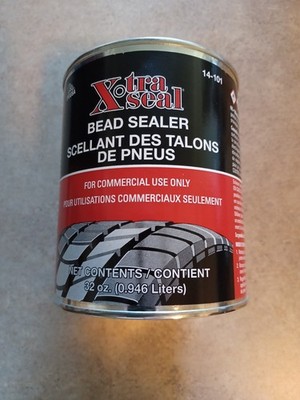 14-101
X-tra
seal
BEAD SEALER
SCELLANT DES TALONS
DE PNEUS
FOR COMMERCIAL USE ONLY
POUR UTILISATIONS COMMERCIAUX SEULEMENT
NET CONTENTS / CONTIENT
32 oz. (0.946 Liters)